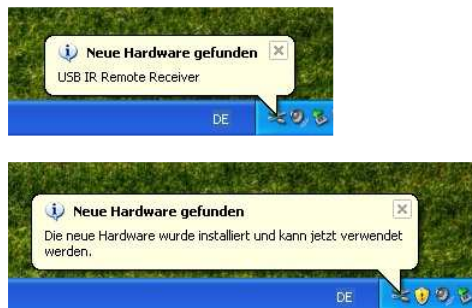 Neue Hardware gefunden
USB IR Remote Receiver
DE
Neue Hardware gefunden
Die neue Hardware wurde installiert und kann jetzt verwendet
werden.
DE